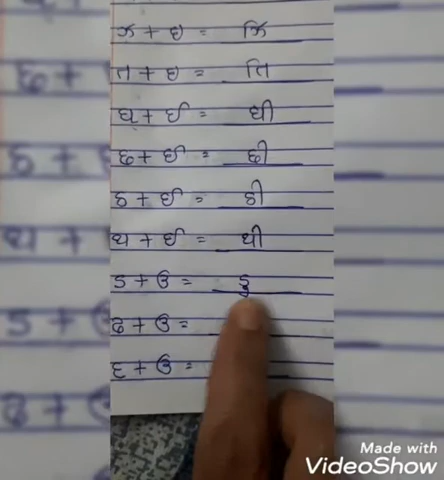 ઝ + ઇ = ઝિ
ત + ઇ = તિ
ઘ + ઈ = ઘી
છ + ઈ = છી
ઠ + ઈ = ઠી
થ + ઈ = થી
ડ + ઉ = ડુ
ઢ + ઉ =
દ + ઉ =
Made with
VideoShow